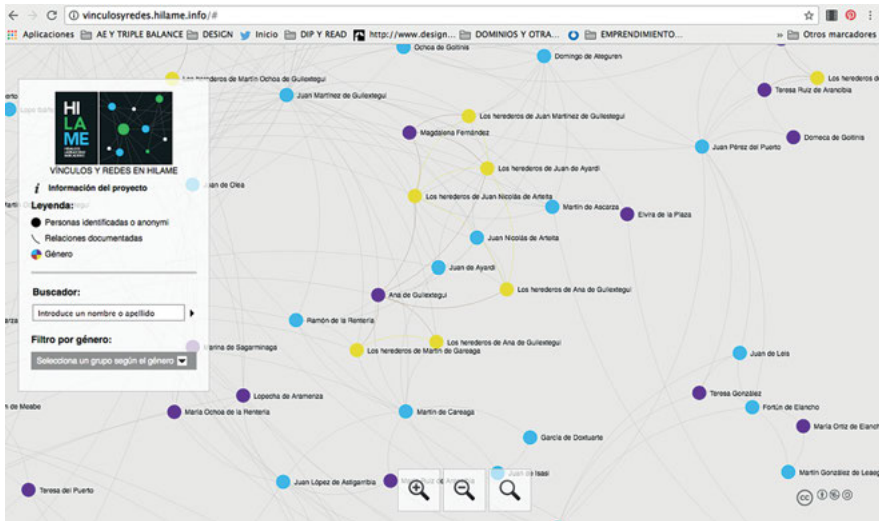 vinculosyredes.hilame.info/#
Aplicaciones AE Y TRIPLE BALANCE DESIGN Inicio DIP Y READ http://www.design... DOMINIOS Y OTRA... EMPRENDIMIENTO... » Otros marcadores
Ochoa de Goitinis
Domingo de Ateguren
Los herederos de Martín Ochoa de Guilextegui
Los herederos d
Teresa Ruiz de Arancibia
Juan Martínez de Guilextegui
HI
LA
ME
VÍNCULOS Y REDES EN HILAME
i Información del proyecto
Leyenda:
Personas identificadas o anonymi
Relaciones documentadas
Género
Buscador:
Introduce un nombre o apellido
Filtro por género:
Selecciona un grupo según el género
Los herederos de Juan Martínez de Guilestegui
Magdalena Fernández
Domeca de Goitinis
Juan Pérez del Puerto
Los herederos de Juan de Ayardi
Juan de Olea
Los herederos de Juan Nicolás de Arteita
Martín de Ascarza
Elvira de la Plaza
Juan Nicolás de Arteita
Juan de Ayardi
Ana de Guilextegui
Los herederos de Ana de Guilextegui
Ramón de la Rentería
Los herederos de Ana de Guilextegui
Marina de Sagarminaga
Los herederos de Martín de Gareaga
Juan de Leis
Lopecha de Aramenza
Teresa González
María Ochoa de la Rentería
Martín de Careaga
Fortún de Elancho
n de Meabe
María Ortiz de Elanch
García de Doxtuarte
Juan de Isasi
Martín González de Leaeg
Juan López de Astigarribia
Teresa del Puerto
cc